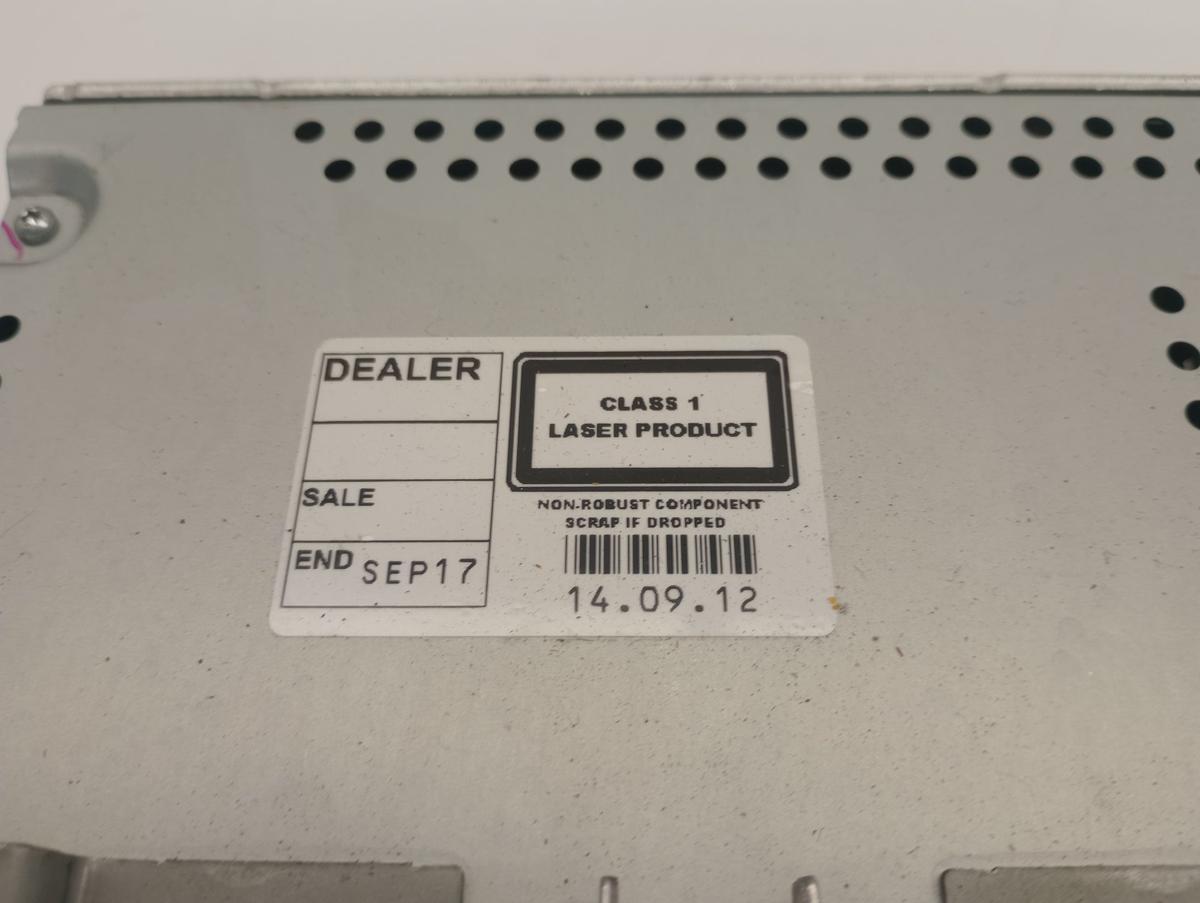 DEALER
SALE
END SEP17
CLASS 1
LASER PRODUCT
NON-ROBUST COMPONENT
SCRAP IF DROPPED
14.09.12